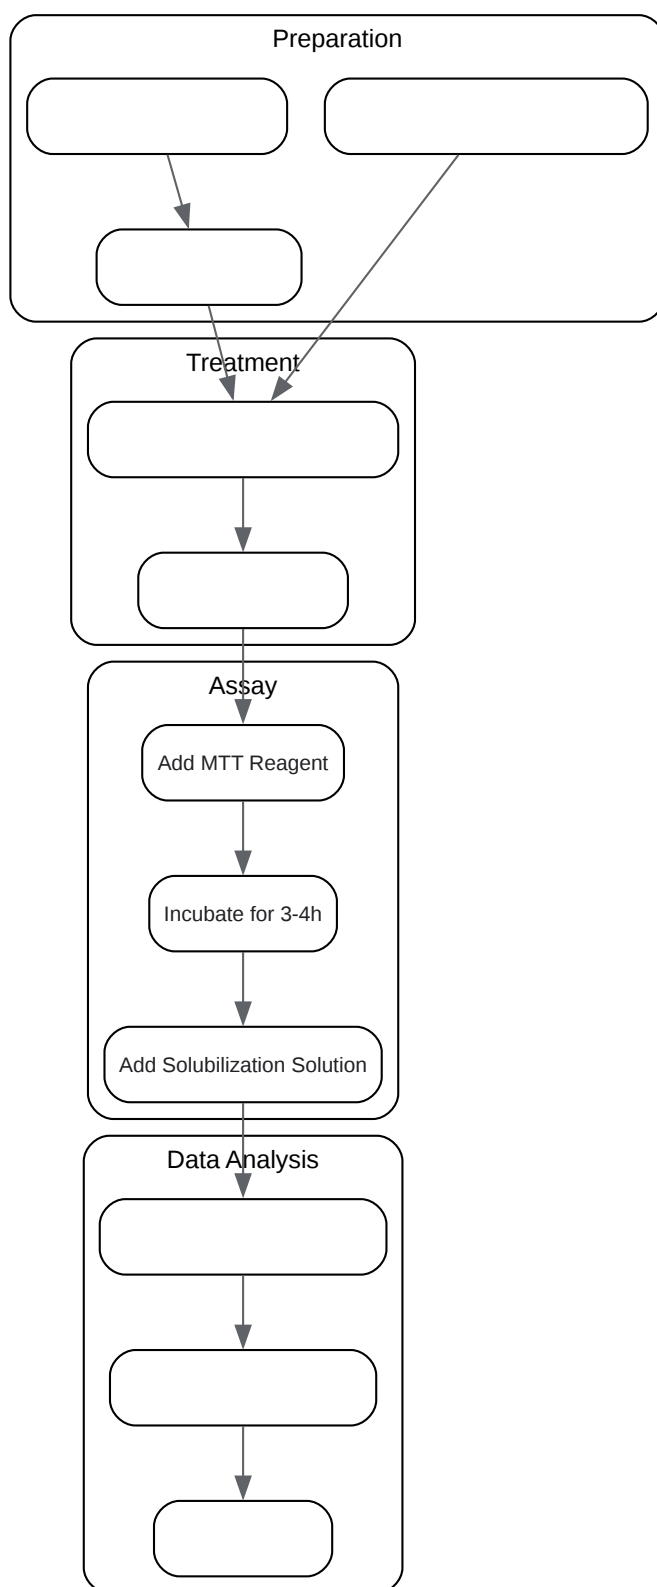 Preparation
Treatment
Assay
Add MTT Reagent
Incubate for 3-4h
Add Solubilization Solution
Data Analysis